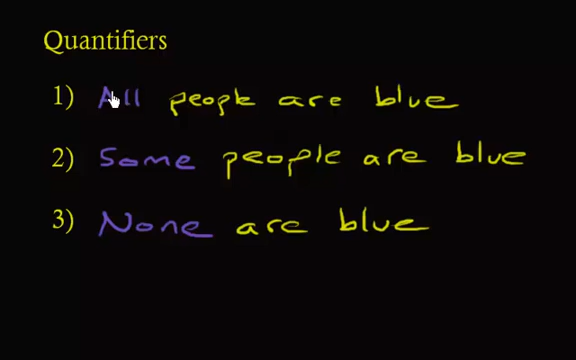 Quantifiers
1) All people are blue
2) Some people are blue
3) None are blue